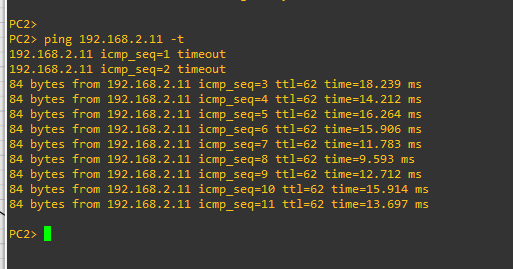 PC2>
PC2> ping 192.168.2.11 -t
192.168.2.11 icmp_seq=1 timeout
192.168.2.11 icmp_seq=2 timeout
84 bytes from 192.168.2.11 icmp_seq=3 ttl=62 time=18.239 ms
84 bytes from 192.168.2.11 icmp_seq=4 ttl=62 time=14.212 ms
84 bytes from 192.168.2.11 icmp_seq=5 ttl=62 time=16.264 ms
84 bytes from 192.168.2.11 icmp_seq=6 ttl=62 time=15.906 ms
84 bytes from 192.168.2.11 icmp_seq=7 ttl=62 time=11.783 ms
84 bytes from 192.168.2.11 icmp_seq=8 ttl=62 time=9.593 ms
84 bytes from 192.168.2.11 icmp_seq=9 ttl=62 time=12.712 ms
84 bytes from 192.168.2.11 icmp_seq=10 ttl=62 time=15.914 ms
84 bytes from 192.168.2.11 icmp_seq=11 ttl=62 time=13.697 ms
PC2>